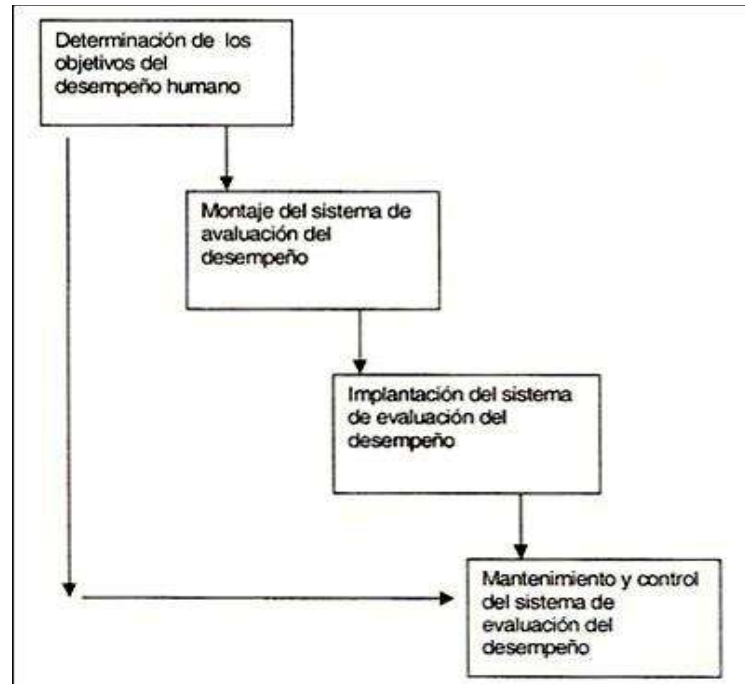 Determinación de los
objetivos del
desempeño humano
Montaje del sistema de
avaluación del
desempeño
Implantación del sistema
de evaluación del
desempeño
Mantenimiento y control
del sistema de
evaluación del
desempeño